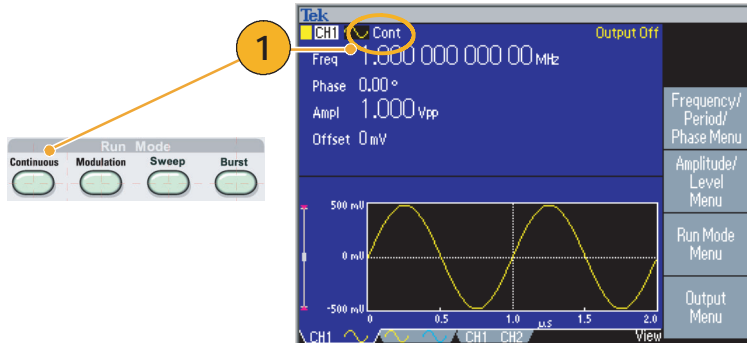 1
Run Mode
Continuous Modulation Sweep Burst
Tek
CH1 Cont Output Off
Freq 1.000 000 000 00 MHz
Phase 0.00 °
Ampl 1.000 Vpp
Offset 0 mV
500 mV
0 mV
-500 mV
0 0.5 1.0 1.5 2.0
µs
CH1 CH1 CH2 View
Frequency/
Period/
Phase Menu
Amplitude/
Level
Menu
Run Mode
Menu
Output
Menu